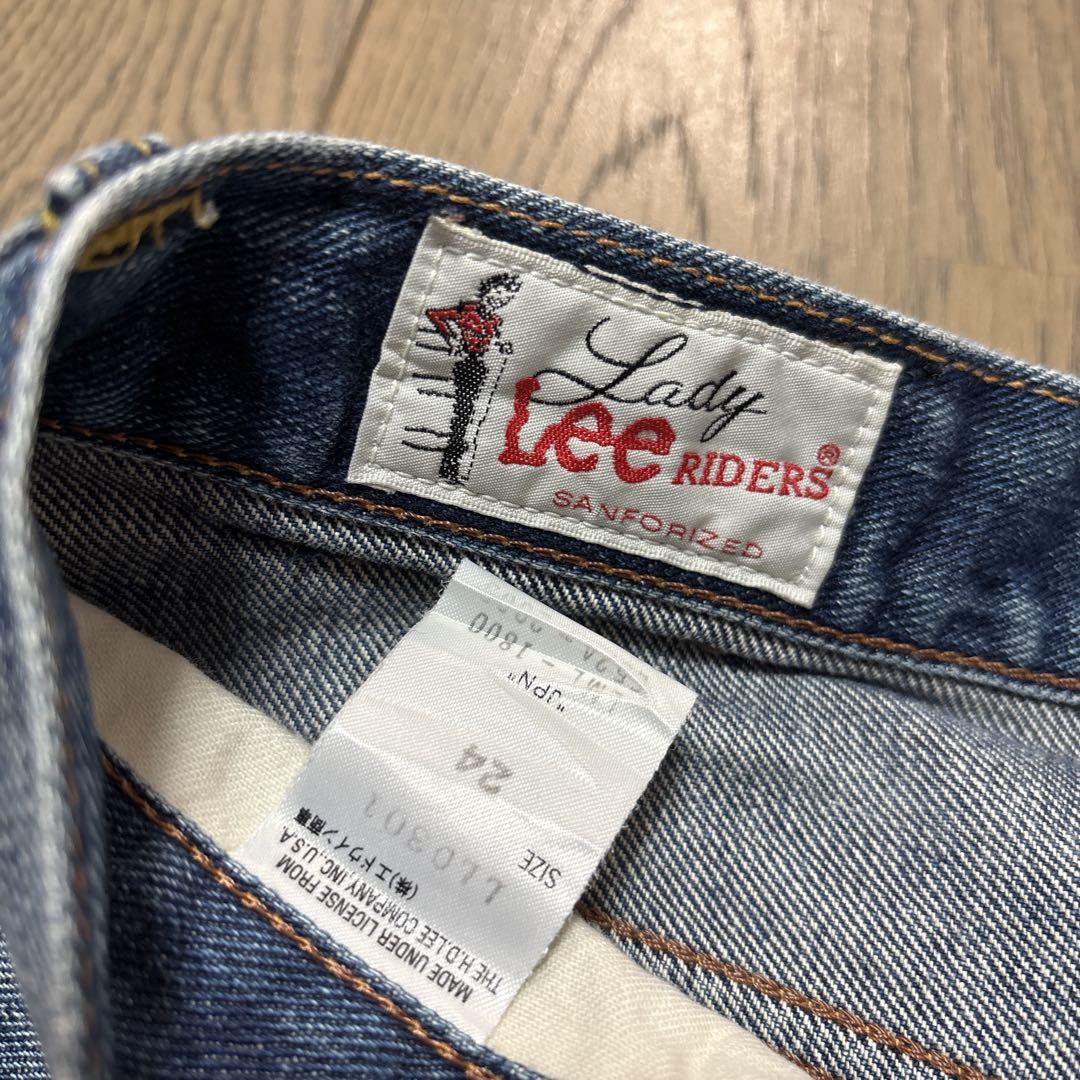 Lady
Lee RIDERS®
SANFORIZED
MADE UNDER LICENSE FROM
THE H.D.LEE COMPANY,INC.,U.S.A
(株)エドウイン商事
LL0301
SIZE
24
"JPN"
- 1800